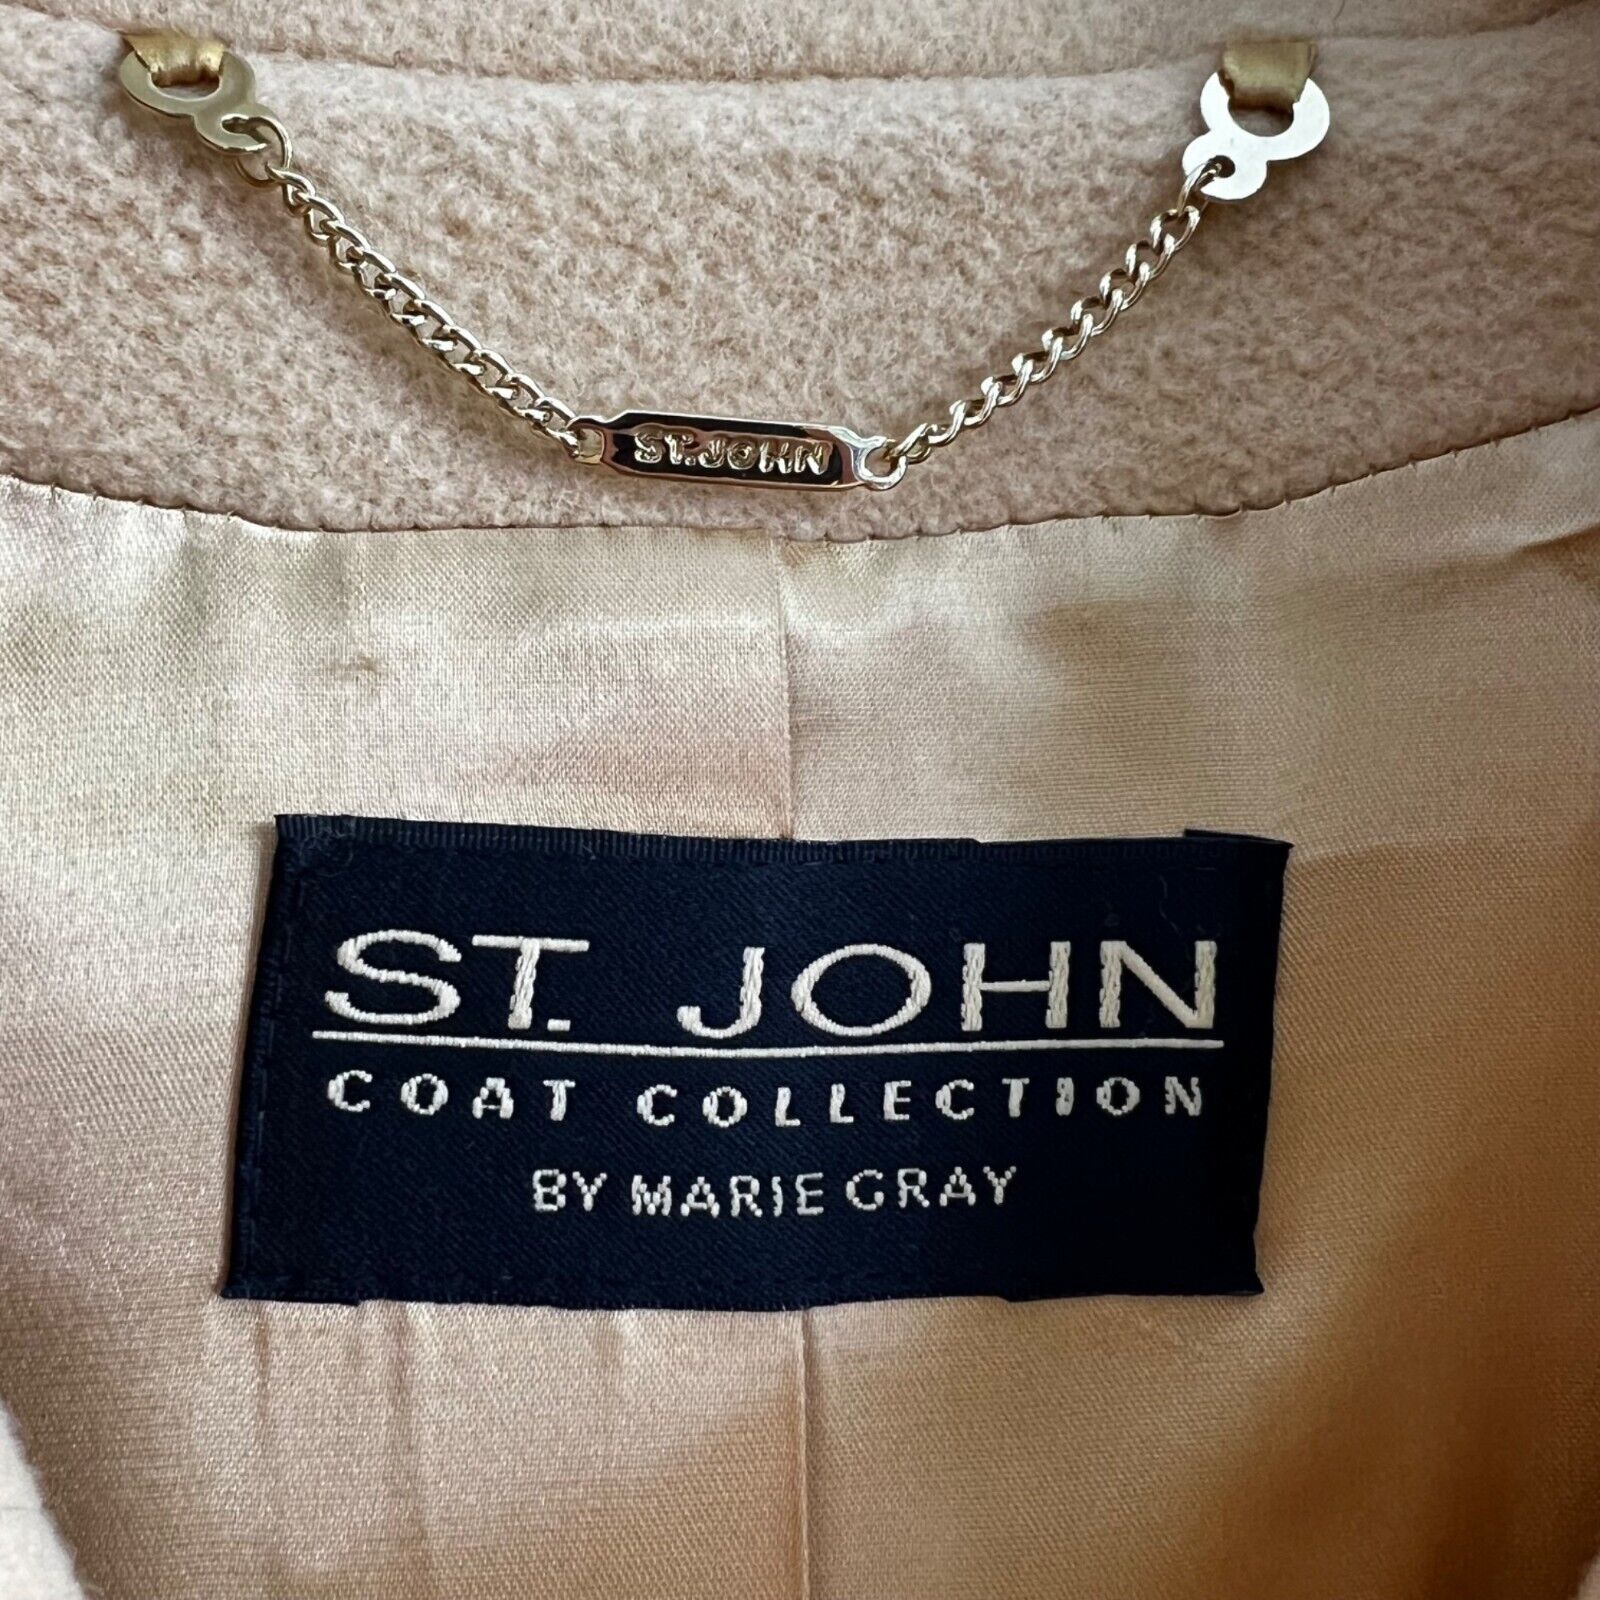 ST.JOHN
ST. JOHN
COAT COLLECTION
BY MARIE GRAY